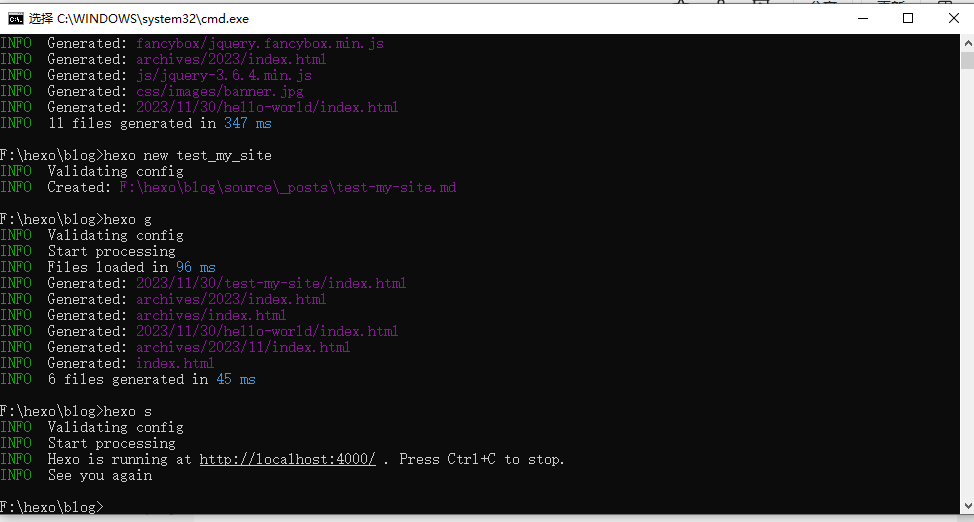 选择 C:\WINDOWS\system32\cmd.exe
INFO  Generated: fancybox/jquery.fancybox.min.js
INFO  Generated: archives/2023/index.html
INFO  Generated: js/jquery-3.6.4.min.js
INFO  Generated: css/images/banner.jpg
INFO  Generated: 2023/11/30/hello-world/index.html
INFO  11 files generated in 347 ms
F:\hexo\blog>hexo new test_my_site
INFO  Validating config
INFO  Created: F:\hexo\blog\source\_posts\test-my-site.md
F:\hexo\blog>hexo g
INFO  Validating config
INFO  Start processing
INFO  Files loaded in 96 ms
INFO  Generated: 2023/11/30/test-my-site/index.html
INFO  Generated: archives/2023/index.html
INFO  Generated: archives/index.html
INFO  Generated: 2023/11/30/hello-world/index.html
INFO  Generated: archives/2023/11/index.html
INFO  Generated: index.html
INFO  6 files generated in 45 ms
F:\hexo\blog>hexo s
INFO  Validating config
INFO  Start processing
INFO  Hexo is running at http://localhost:4000/ . Press Ctrl+C to stop.
INFO  See you again
F:\hexo\blog>